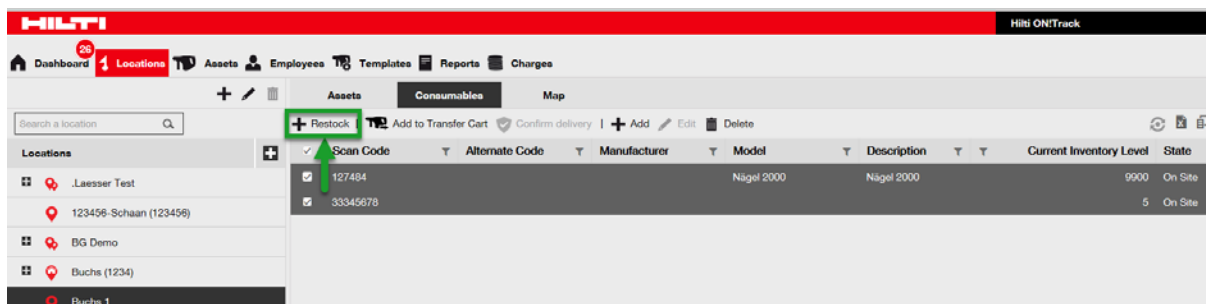 HILTI
Hilti ON!Track
26
Dashboard Locations Assets Employees Templates Reports Charges
Assets Consumables Map
Search a location
Restock Add to Transfer Cart Confirm delivery Add Edit Delete
Locations
Scan Code Alternate Code Manufacturer Model Description Current Inventory Level State
.Laesser Test
127484 Nägel 2000 Nägel 2000 9900 On Site
123456-Schaan (123456)
33345678 5 On Site
BG Demo
Buchs (1234)
Buchs 1